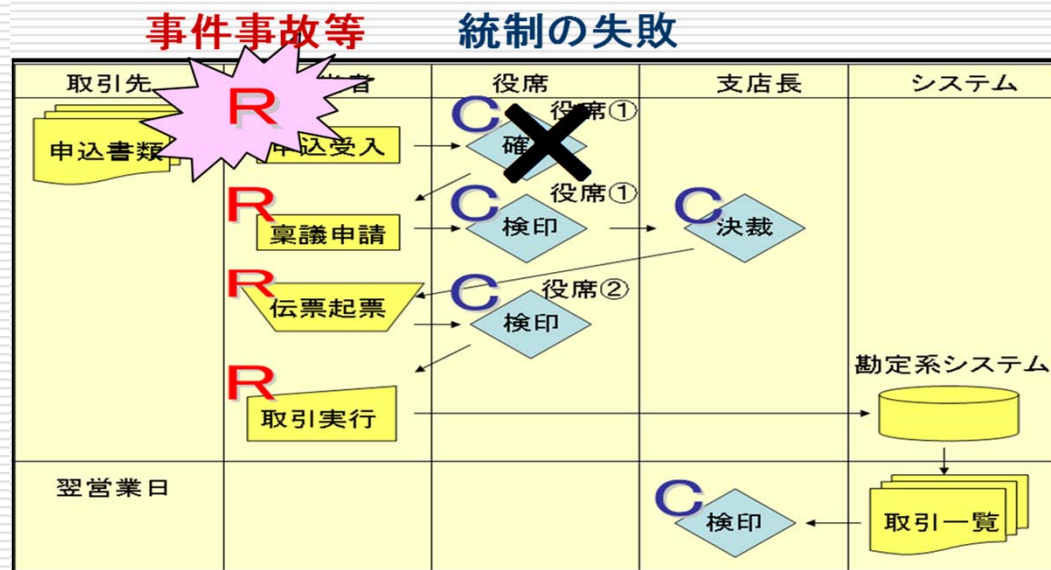 事件事故等　統制の失敗
取引先
者
役席
支店長
システム
R
申込書類
込受入
C
役席①
確
R
稟議申請
C
役席①
検印
C
決裁
R
伝票起票
C
役席②
検印
R
取引実行
勘定系システム
翌営業日
C
検印
取引一覧